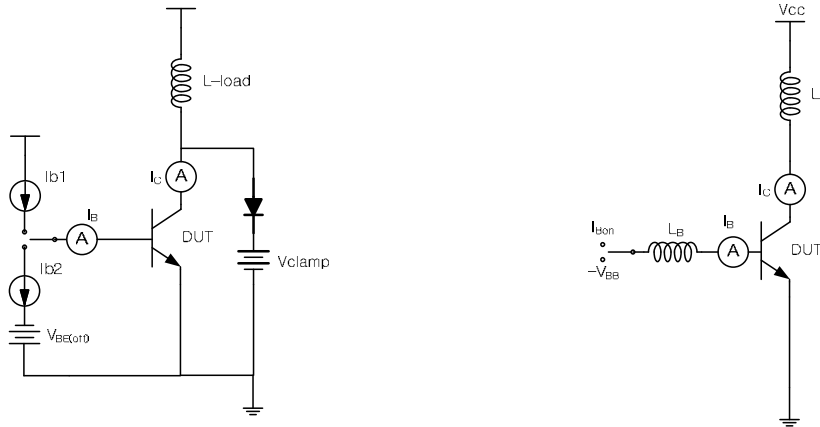 L-load
Ib1
IC
A
IB
A
DUT
Ib2
Vclamp
VBE(off)
Vcc
L
IC
A
IBon
LB
IB
A
DUT
-VBB